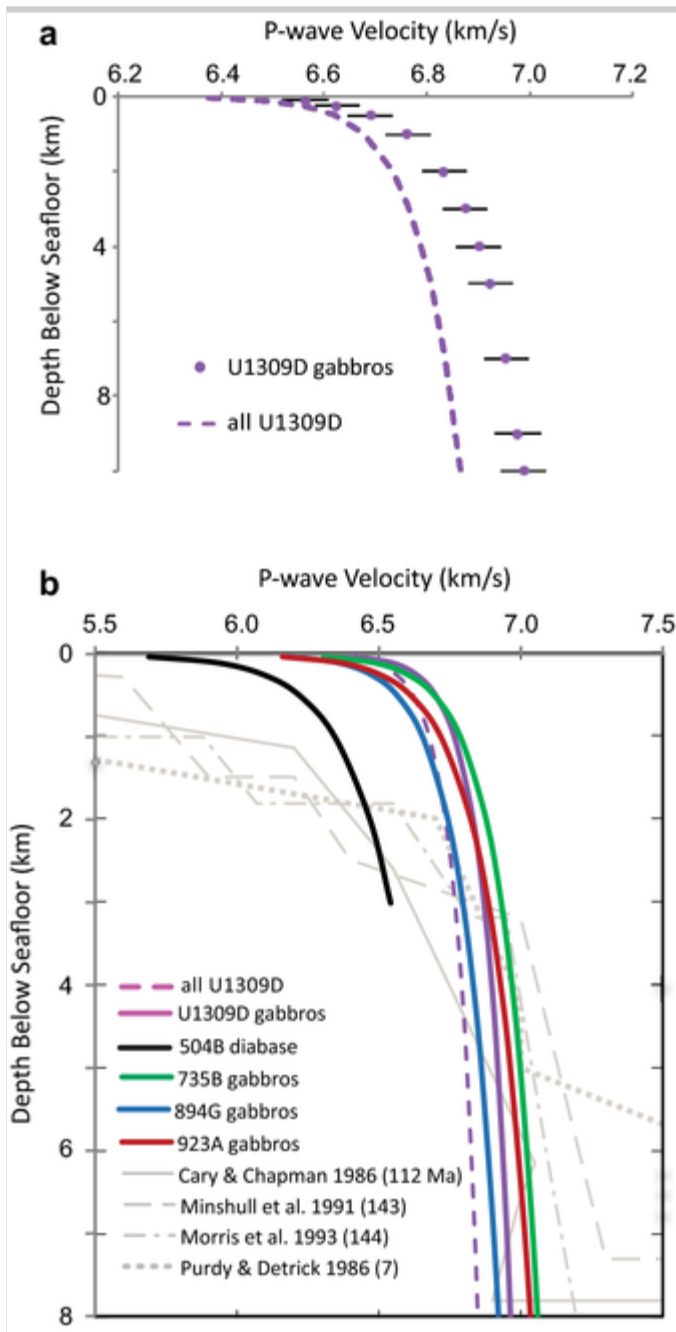 a
P-wave Velocity (km/s)
6.2 6.4 6.6 6.8 7.0 7.2
0
4
8
Depth Below Seafloor (km)
U1309D gabbros
all U1309D
b
P-wave Velocity (km/s)
5.5 6.0 6.5 7.0 7.5
0
2
4
6
8
Depth Below Seafloor (km)
all U1309D
U1309D gabbros
504B diabase
735B gabbros
894G gabbros
923A gabbros
Cary & Chapman 1986 (112 Ma)
Minshull et al. 1991 (143)
Morris et al. 1993 (144)
Purdy & Detrick 1986 (7)